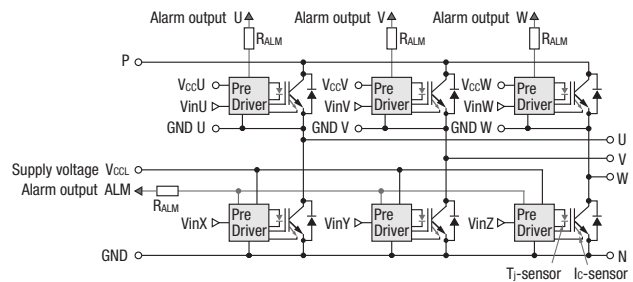 Alarm output U Alarm output V Alarm output W
RALM RALM RALM
P
VCCU Pre Driver VCCV Pre Driver VCCW Pre Driver
VinU VinV VinW
GND U GND V GND W
U
V
Supply voltage VCCL
W
Alarm output ALM
RALM
VinX Pre Driver VinY Pre Driver VinZ Pre Driver
GND N
Tj-sensor IC-sensor